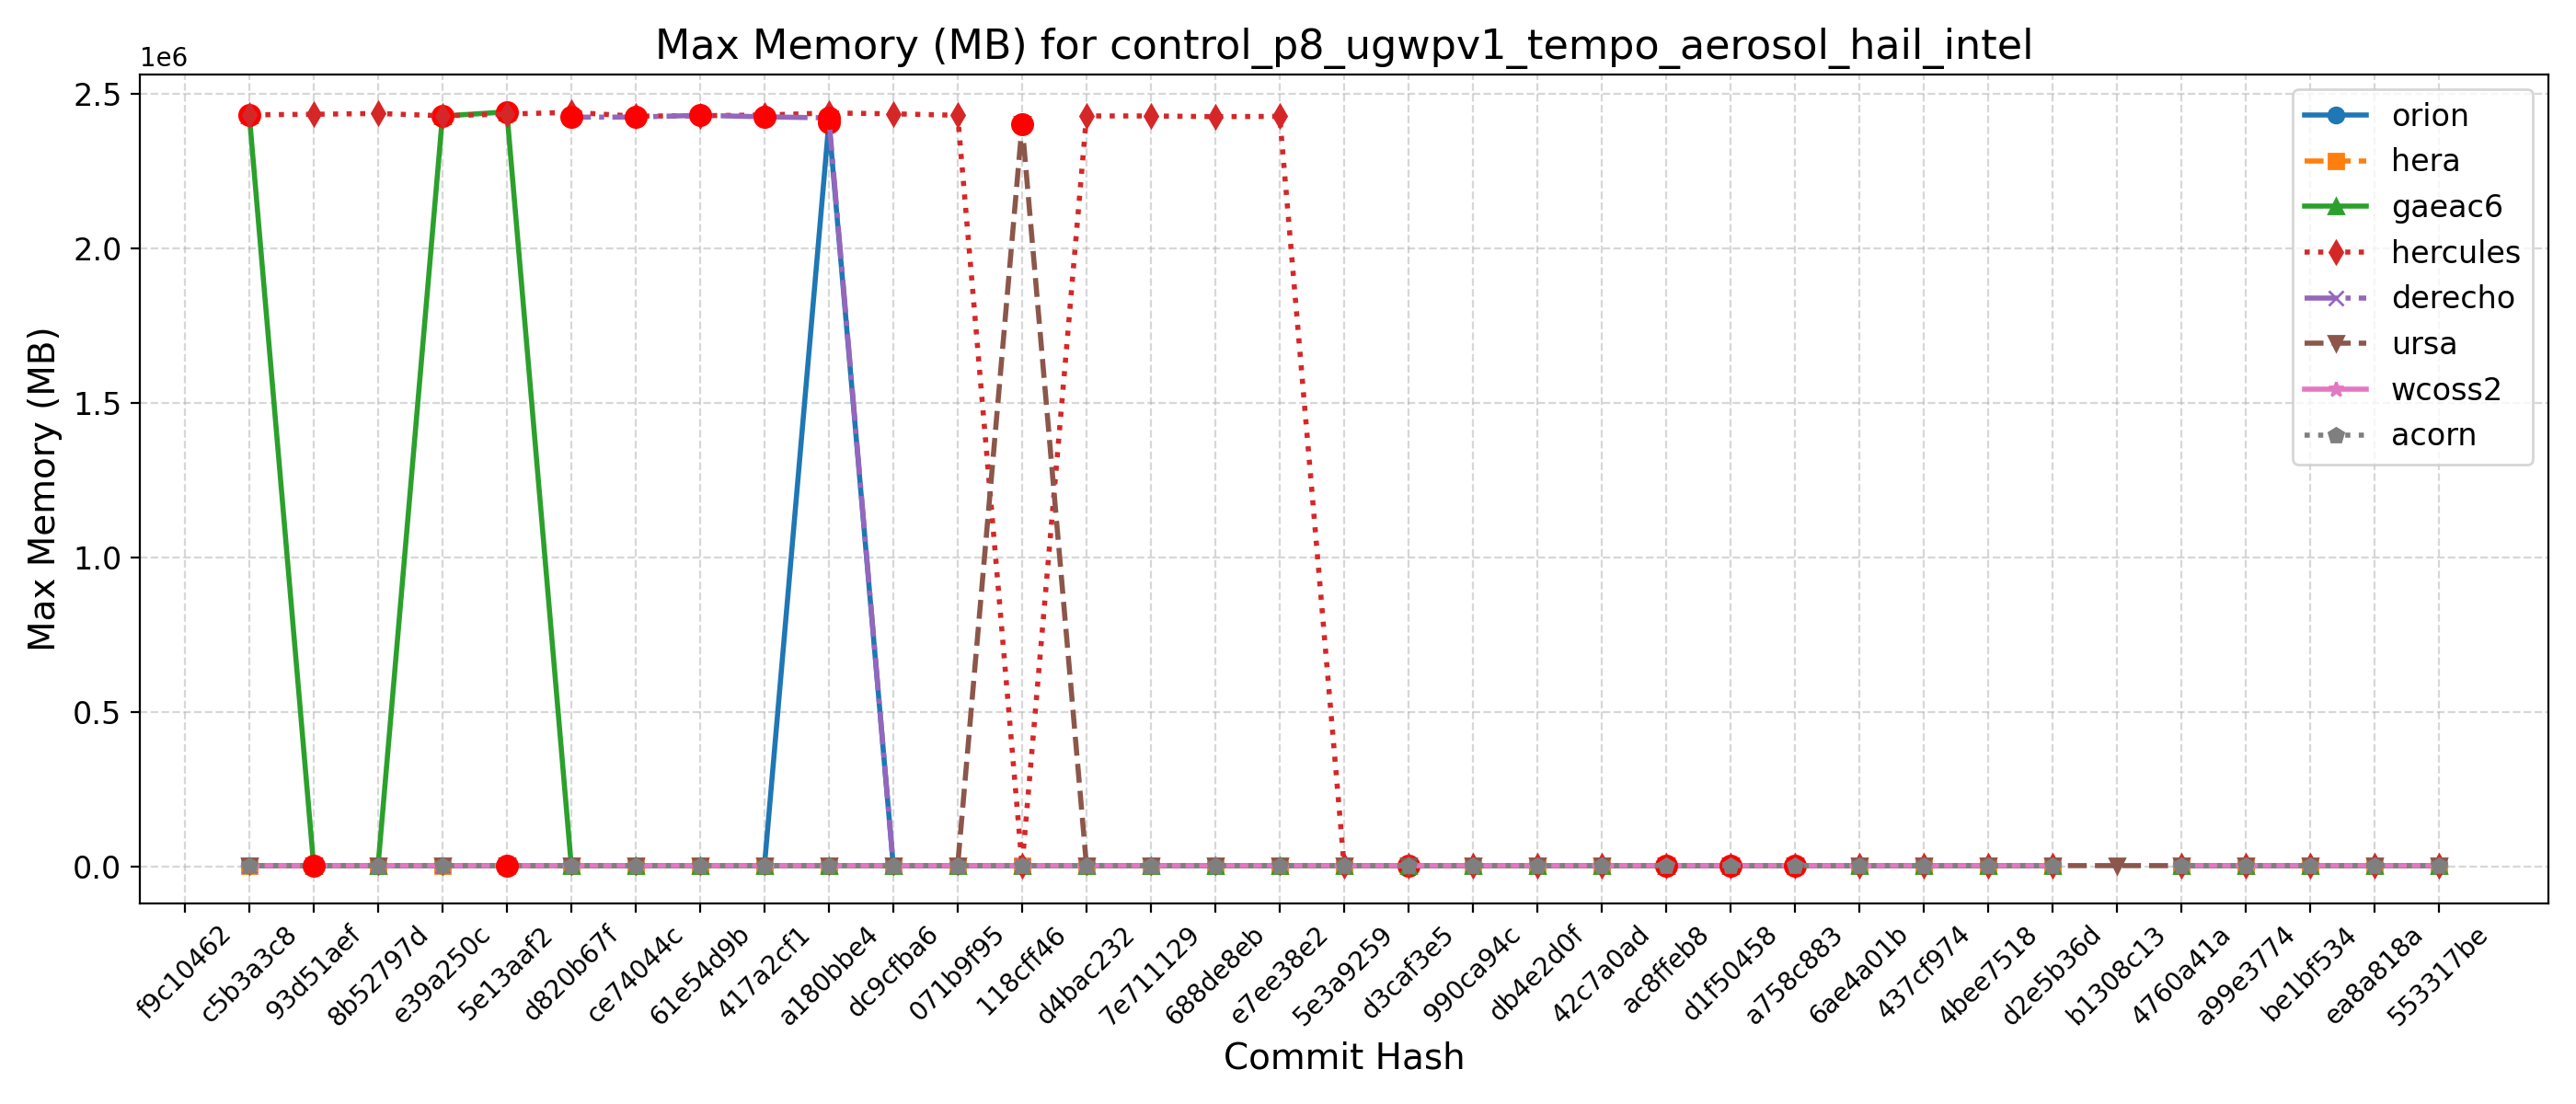 Max Memory (MB) for control_p8_ugwpv1_tempo_aerosol_hail_intel
1e6
2.5
2.0
1.5
1.0
0.5
0.0
Max Memory (MB)
orion
hera
gaeac6
hercules
derecho
ursa
wcoss2
acorn
f9c10462
c5b3a3c8
93d51aef
8b52797d
e39a250c
5e13aaf2
d820b67f
ce74044c
61e54d9b
417a2cf1
a180bbe4
dc9cfba6
071b9f95
118cff46
d4bac232
7e711129
688de8eb
e7ee38e2
5e3a9259
d3caf3e5
990ca94c
db4e2d0f
42c7a0ad
ac8ffeb8
d1f50458
a758c883
6ae4a01b
437cf974
4bee7518
d2e5b36d
b1308c13
4760a41a
a99e3774
be1bf534
ea8a818a
553317be
Commit Hash